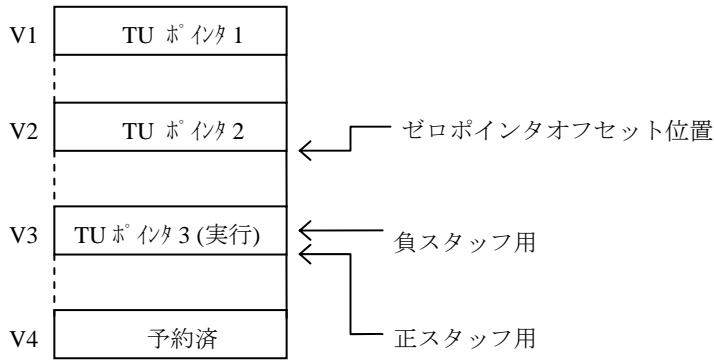 V1 TU ﾎﾟｲﾝﾀ 1
V2 TU ﾎﾟｲﾝﾀ 2
ゼロポインタオフセット位置
V3 TU ﾎﾟｲﾝﾀ 3 (実行)
負スタッフ用
V4 予約済
正スタッフ用